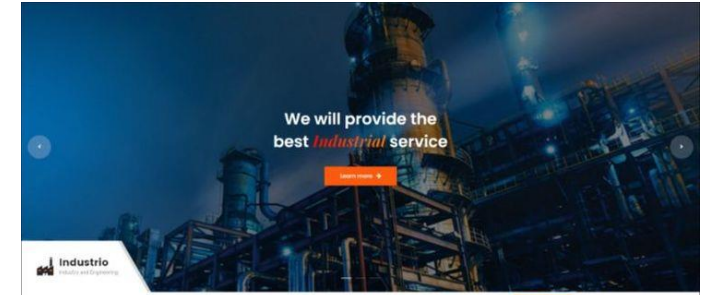 We will provide the
best Industrial service
Learn more
Industrio
Industry and Engineering